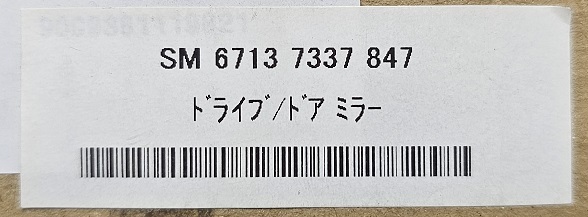 SM 6713 7337 847
ﾄﾞﾗｲﾌﾞ/ﾄﾞｱ ﾐﾗｰ